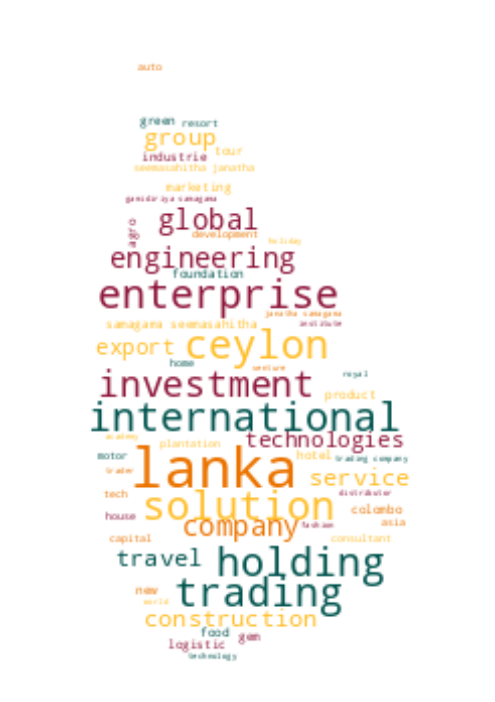 auto
green resort
group
industrie tour
seemasahitha janatha
marketing
gamidiriya samagama
agro global
development
holiday
engineering
foundation
enterprise
janatha samagama
samagama seemasahitha institute
export ceylon
home venture
royal
investment
product
international
academy technologies
plantation
motor lanka hotel trading company
trader service
tech solution distributor
house company fashion colombo
asia
capital consultant
travel holding
new trading
world
construction
food gem
logistic
technology